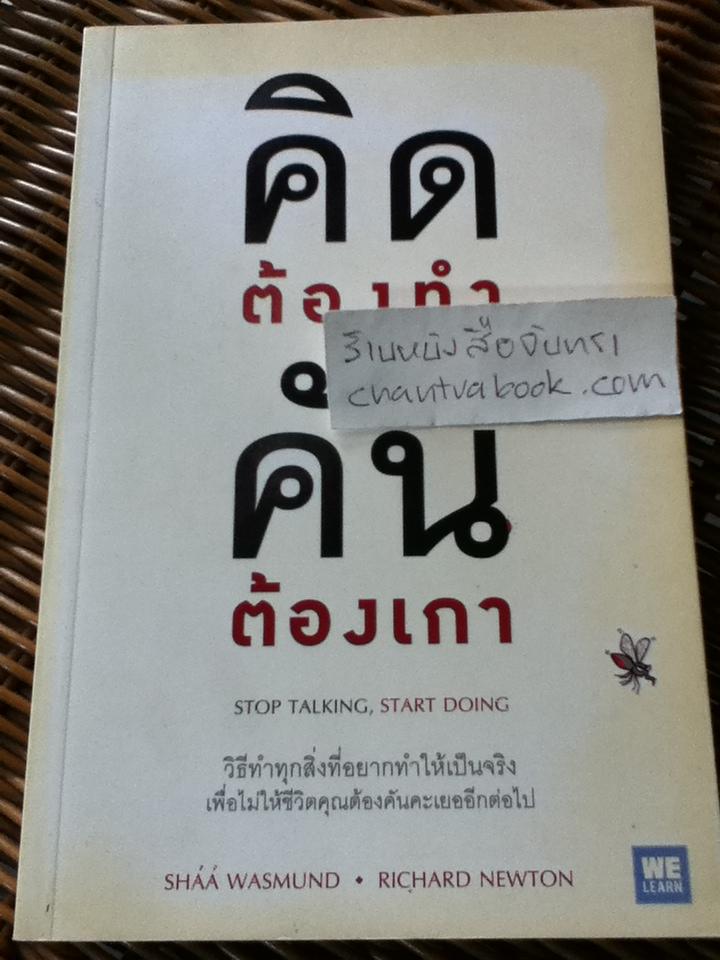 คิด
ต้องทำ
ร้านหนังสือจันทรา
chantrabook.com
คัน
ต้องเกา
STOP TALKING, START DOING
วิธีทำทุกสิ่งที่อยากทำให้เป็นจริง
เพื่อไม่ให้ชีวิตคุณต้องคันคะเยออีกต่อไป
SHÁÁ WASMUND • RICHARD NEWTON
WE
LEARN